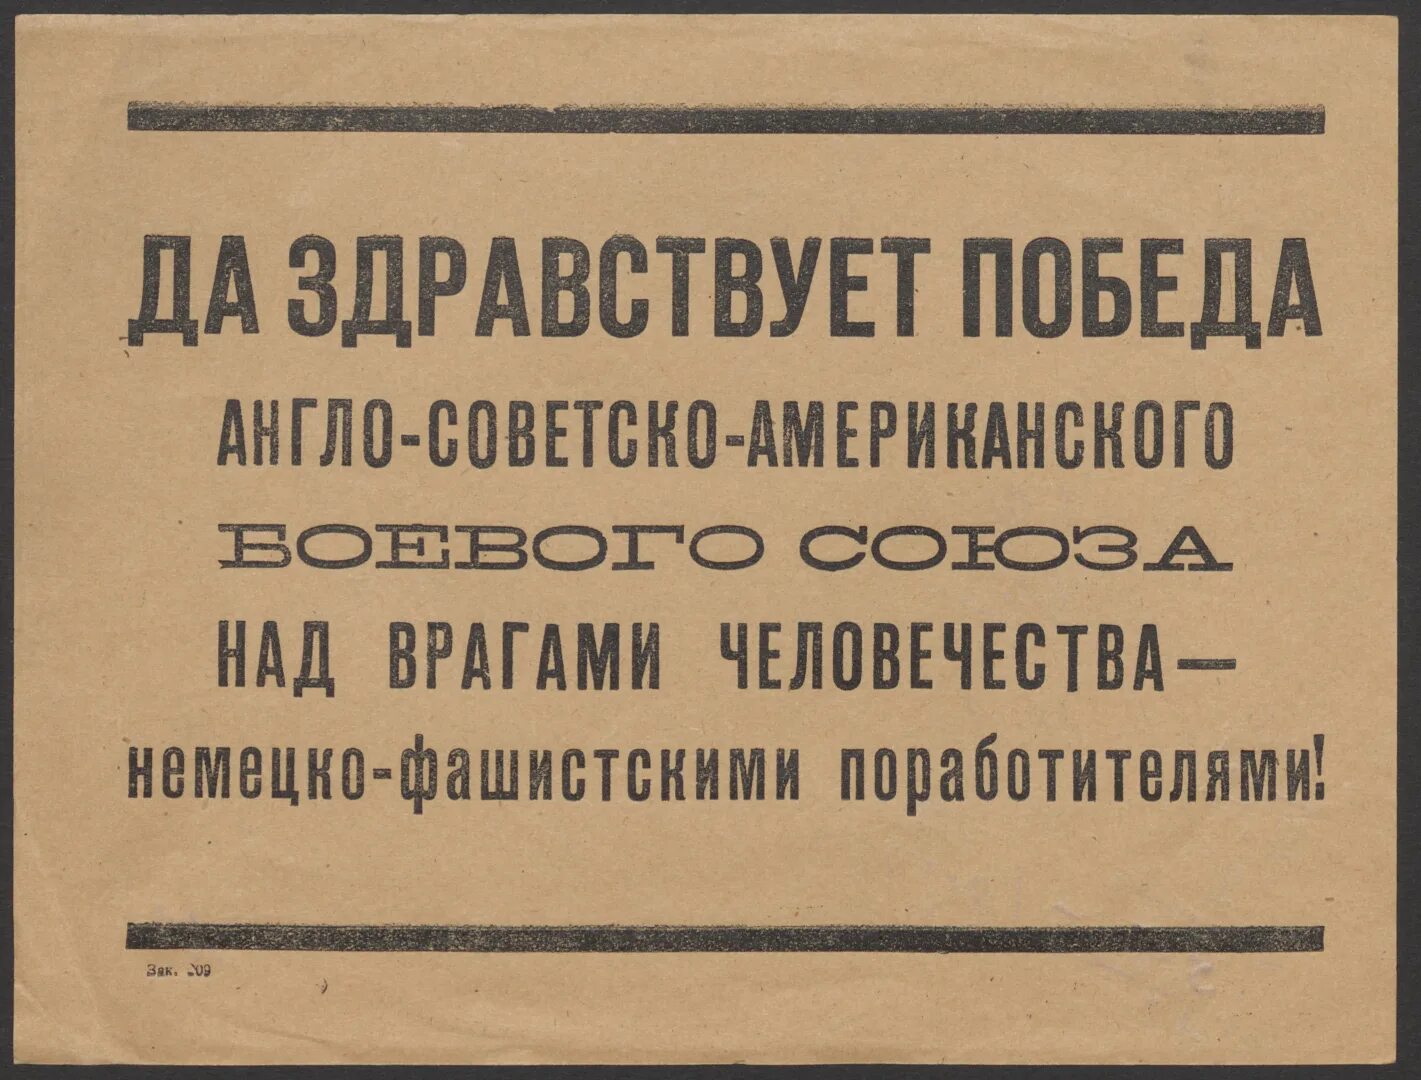 ДА ЗДРАВСТВУЕТ ПОБЕДА
АНГЛО-СОВЕТСКО-АМЕРИКАНСКОГО
БОЕВОГО СОЮЗА
НАД ВРАГАМИ ЧЕЛОВЕЧЕСТВА—
немецко-фашистскими поработителями!
Зак.